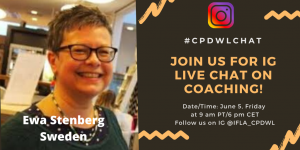 #CPDWLCHAT
JOIN US FOR IG
LIVE CHAT ON
COACHING!
Date/Time: June 5, Friday
at 9 am PT/6 pm CET
Follow us on IG @IFLA_CPDWL
Ewa Stenberg
Sweden